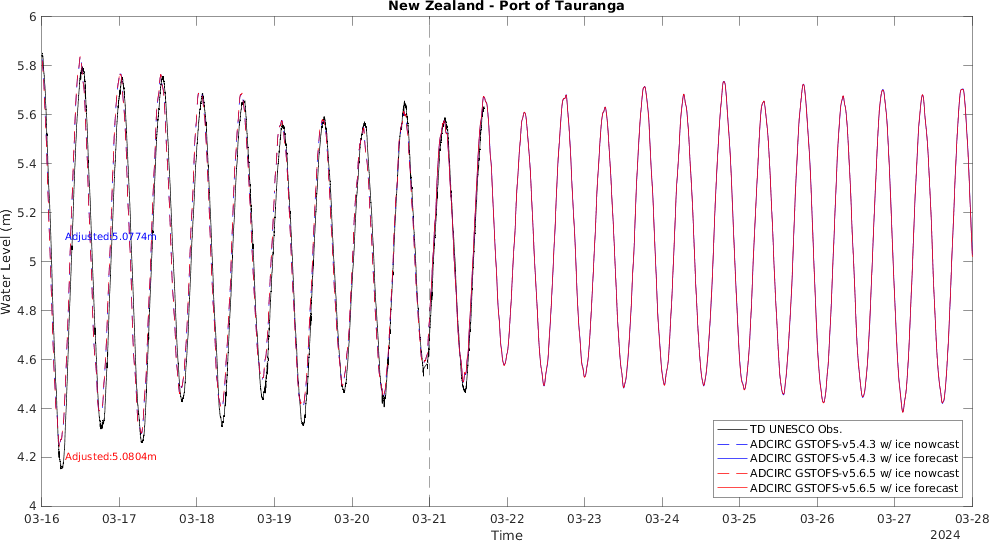 New Zealand - Port of Tauranga
6
5.8
5.6
5.4
5.2
5
4.8
4.6
4.4
4.2
4
Water Level (m)
Adjusted:5.0774m
Adjusted:5.0804m
TD UNESCO Obs.
ADCIRC GSTOFS-v5.4.3 w/ ice nowcast
ADCIRC GSTOFS-v5.4.3 w/ ice forecast
ADCIRC GSTOFS-v5.6.5 w/ ice nowcast
ADCIRC GSTOFS-v5.6.5 w/ ice forecast
03-16 03-17 03-18 03-19 03-20 03-21 03-22 03-23 03-24 03-25 03-26 03-27 03-28
Time
2024